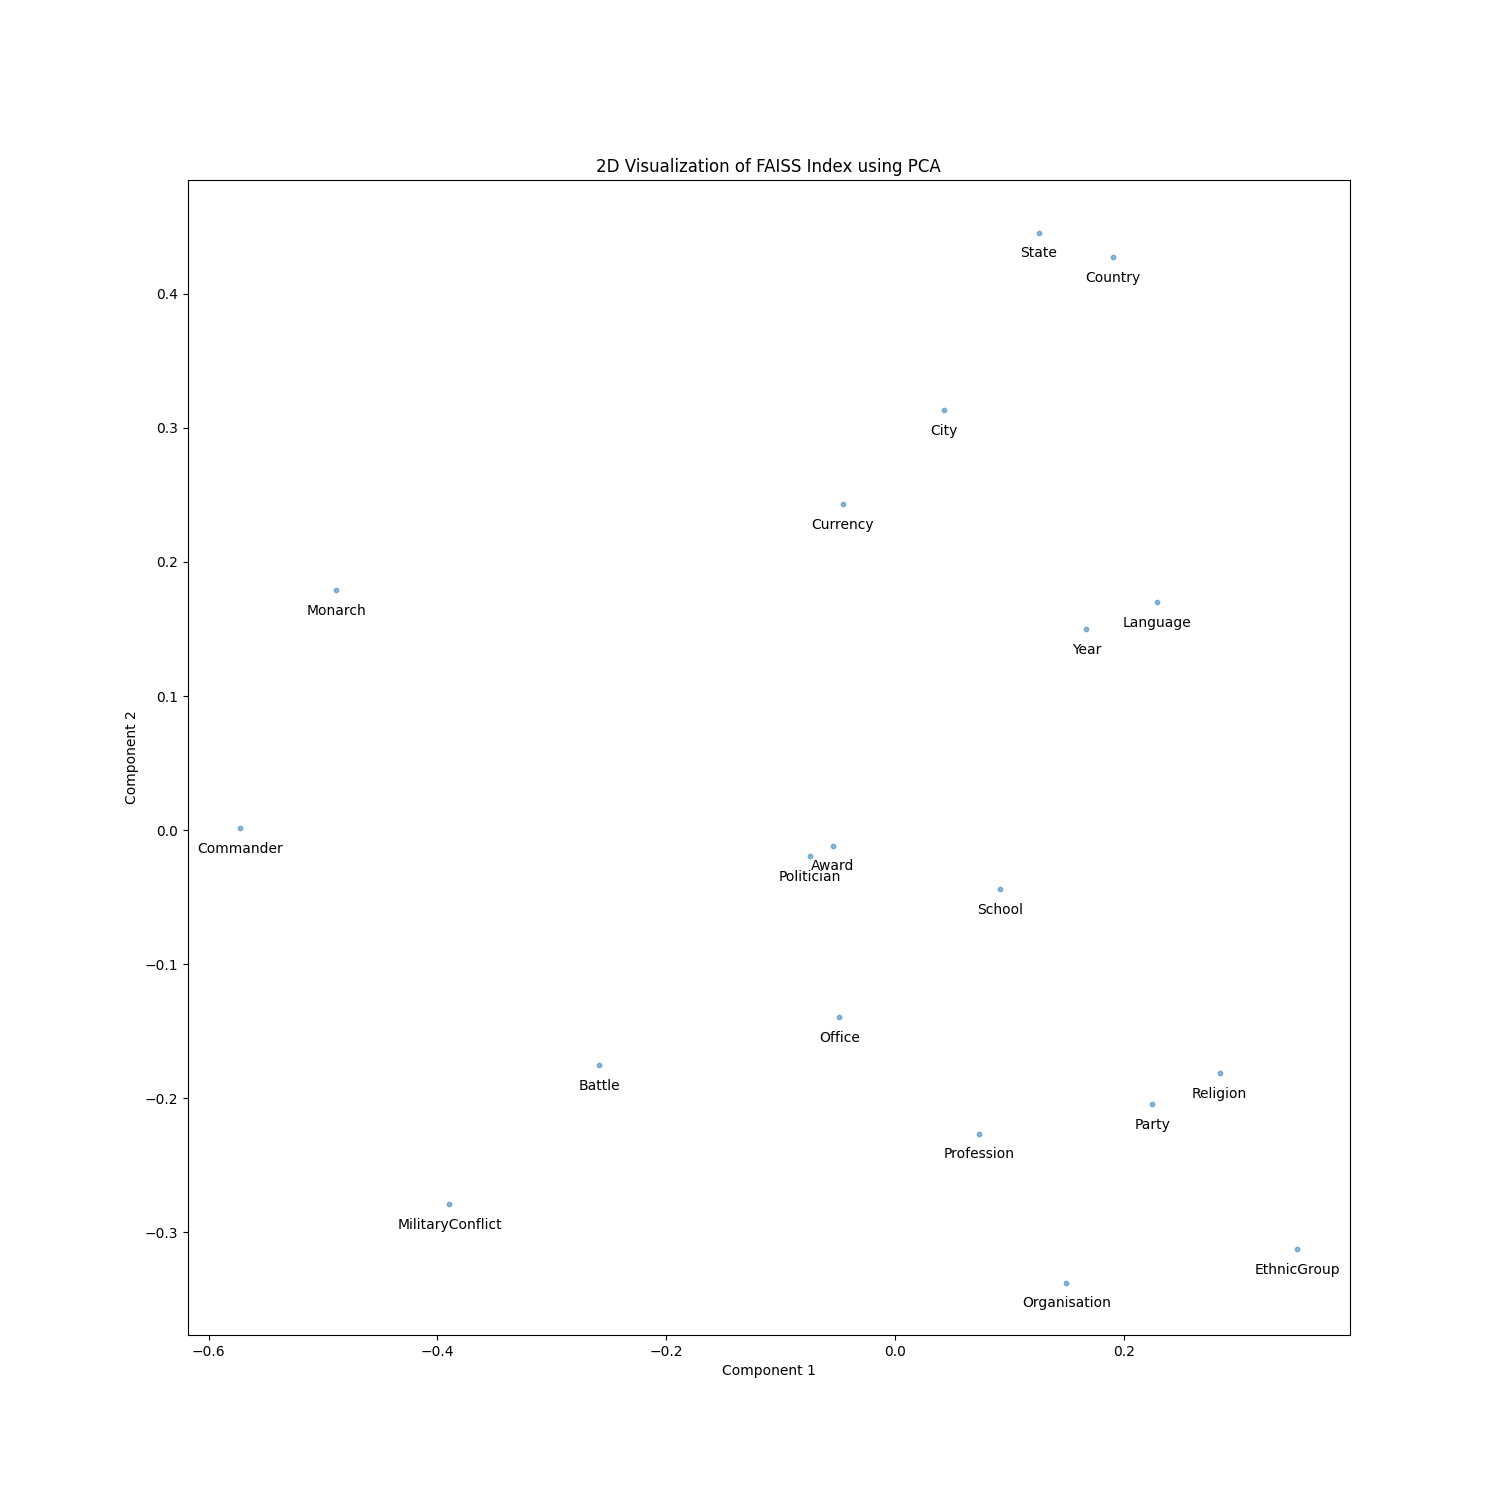 2D Visualization of FAISS Index using PCA
State
Country
0.4
City
0.3
Currency
0.2
Monarch
Language
Year
0.1
Component 2
0.0
Commander
Award
Politician
School
−0.1
Office
Battle
Religion
−0.2
Party
Profession
MilitaryConflict
−0.3
EthnicGroup
Organisation
−0.6 −0.4 −0.2 0.0 0.2
Component 1